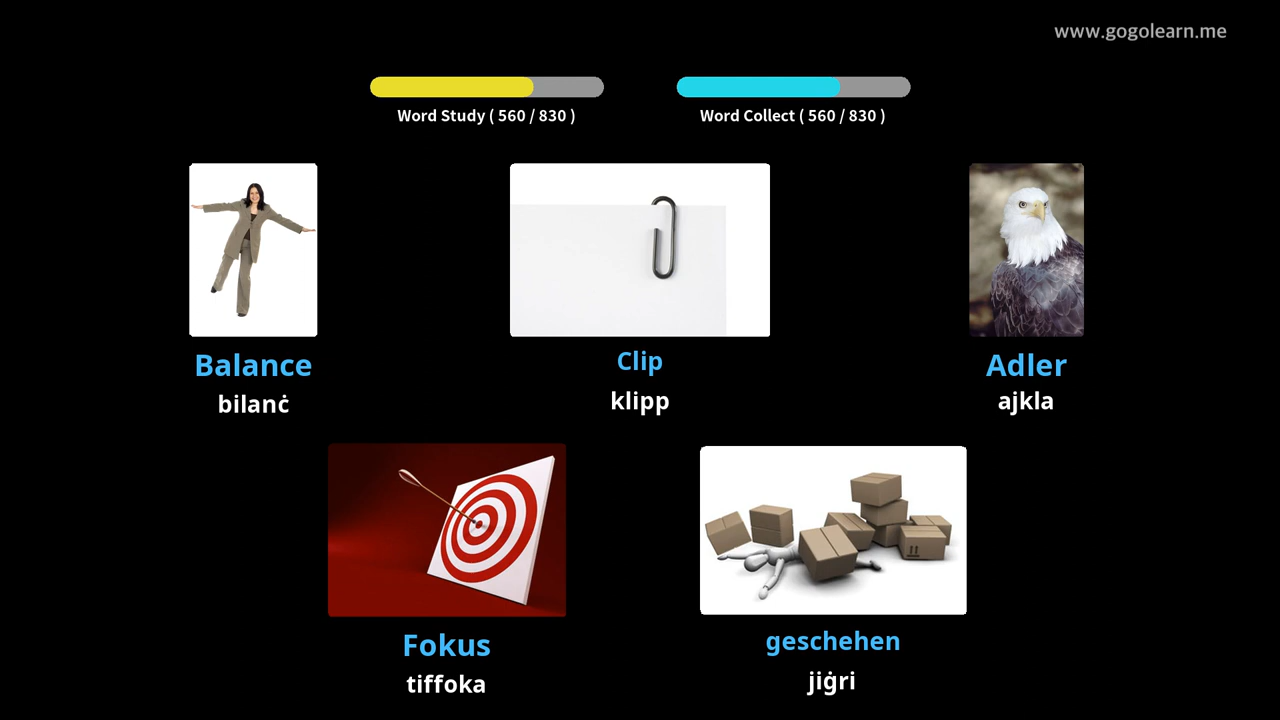 www.gogolearn.me
Word Study ( 560 / 830 )
Word Collect ( 560 / 830 )
Balance
bilanċ
Clip
klipp
Adler
ajkla
Fokus
tiffoka
geschehen
jiġri